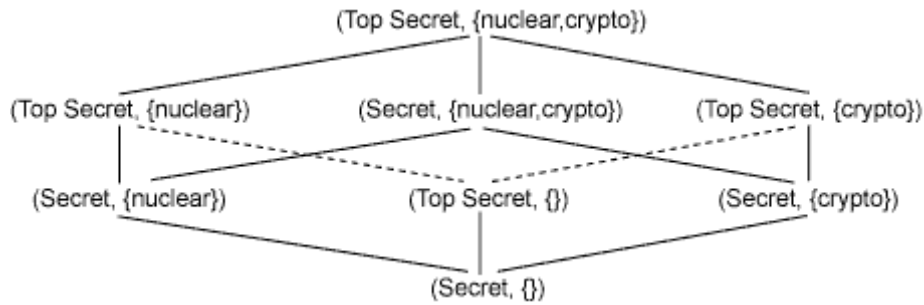 (Top Secret, {nuclear,crypto})
(Top Secret, {nuclear})
(Secret, {nuclear,crypto})
(Top Secret, {crypto})
(Secret, {nuclear})
(Top Secret, {})
(Secret, {crypto})
(Secret, {})